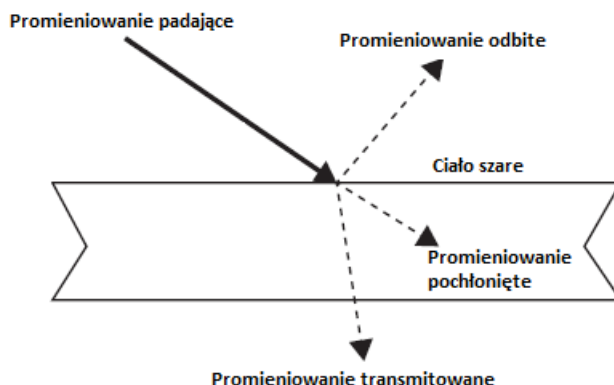 Promieniowanie padające
Promieniowanie odbite
Ciało szare
Promieniowanie
pochłonięte
Promieniowanie transmitowane